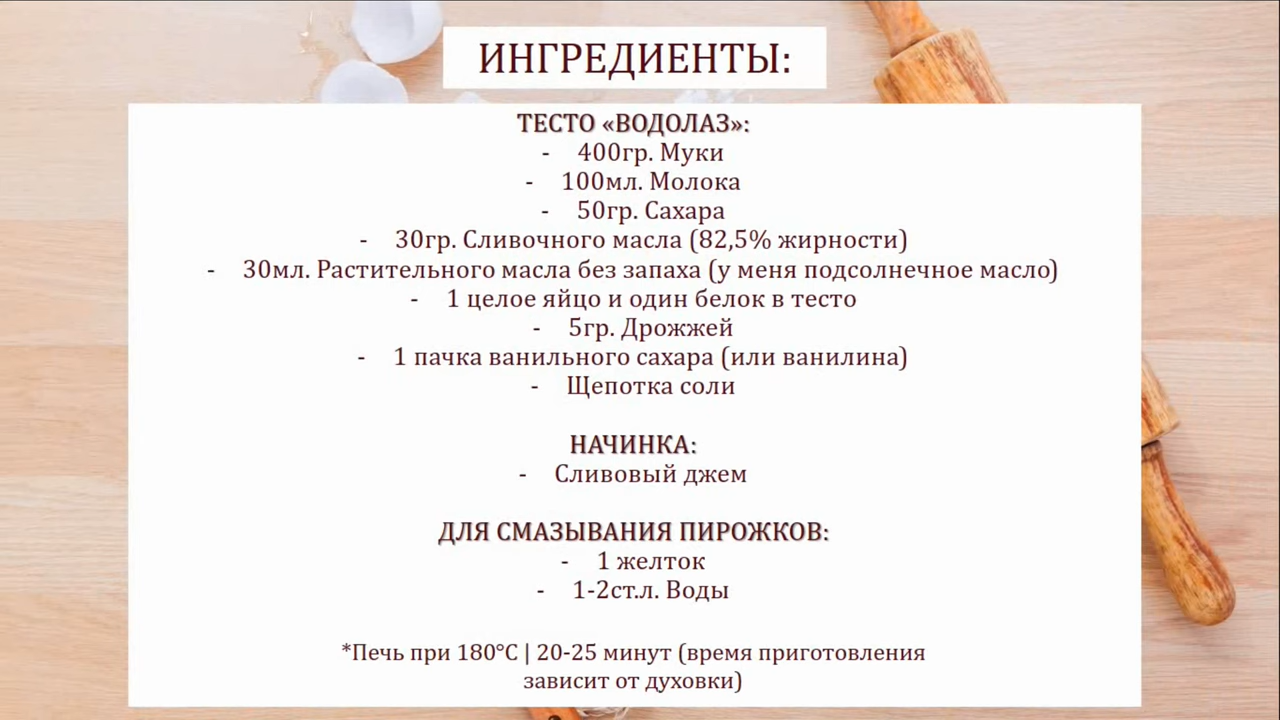 ИНГРЕДИЕНТЫ:
ТЕСТО «ВОДОЛАЗ»:
- 400гр. Муки
- 100мл. Молока
- 50гр. Сахара
- 30гр. Сливочного масла (82,5% жирности)
- 30мл. Растительного масла без запаха (у меня подсолнечное масло)
- 1 целое яйцо и один белок в тесто
- 5гр. Дрожжей
- 1 пачка ванильного сахара (или ванилина)
- Щепотка соли
НАЧИНКА:
- Сливовый джем
ДЛЯ СМАЗЫВАНИЯ ПИРОЖКОВ:
- 1 желток
- 1-2ст.л. Воды
*Печь при 180°С | 20-25 минут (время приготовления
зависит от духовки)